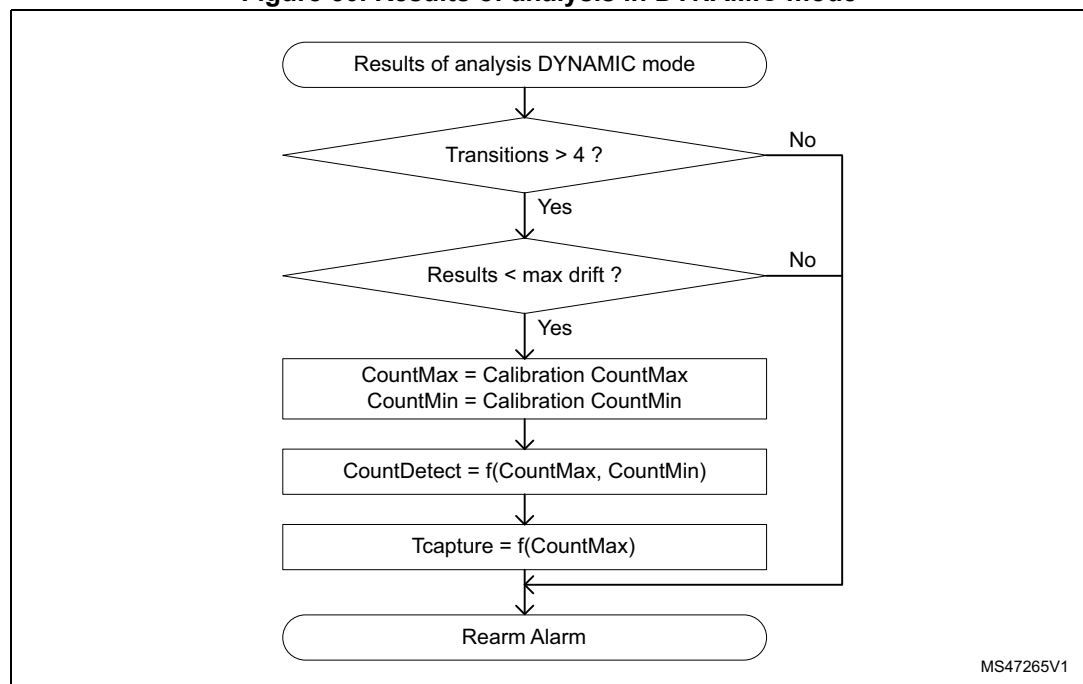 Results of analysis DYNAMIC mode
Transitions > 4 ?
No
Yes
Results < max drift ?
No
Yes
CountMax = Calibration CountMax
CountMin = Calibration CountMin
CountDetect = f(CountMax, CountMin)
Tcapture = f(CountMax)
Rearm Alarm
MS47265V1